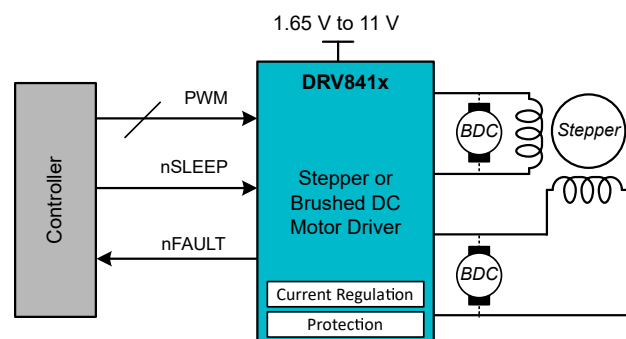 1.65 V to 11 V
DRV841x
Controller
PWM
nSLEEP
nFAULT
Stepper or
Brushed DC
Motor Driver
Current Regulation
Protection
BDC
Stepper
BDC